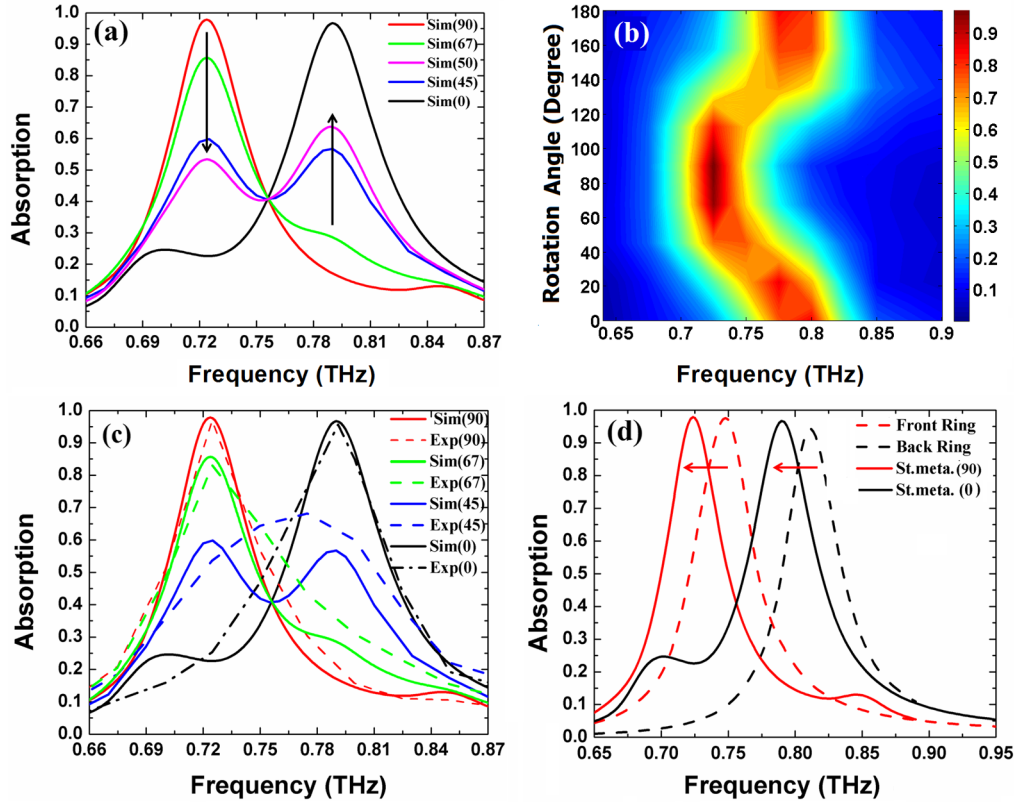 (a)
Sim(90)
Sim(67)
Sim(50)
Sim(45)
Sim(0)
1.0
0.9
0.8
0.7
0.6
0.5
0.4
0.3
0.2
0.1
0.0
Absorption
0.66 0.69 0.72 0.75 0.78 0.81 0.84 0.87
Frequency (THz)
(b)
180
160
140
120
100
80
60
40
20
0
Rotation Angle (Degree)
0.7 0.75 0.8 0.85 0.9
Frequency (THz)
0.9
0.8
0.7
0.6
0.5
0.4
0.3
0.2
0.1
(c)
Sim(90)
Exp(90)
Sim(67)
Exp(67)
Sim(45)
Exp(45)
Sim(0)
Exp(0)
1.0
0.9
0.8
0.7
0.6
0.5
0.4
0.3
0.2
0.1
0.0
Absorption
0.66 0.69 0.72 0.75 0.78 0.81 0.84 0.87
Frequency (THz)
(d)
Front Ring
Back Ring
St.meta.(90)
St.meta. (0)
1.0
0.9
0.8
0.7
0.6
0.5
0.4
0.3
0.2
0.1
0.0
Absorption
0.65 0.70 0.75 0.80 0.85 0.90 0.95
Frequency (THz)